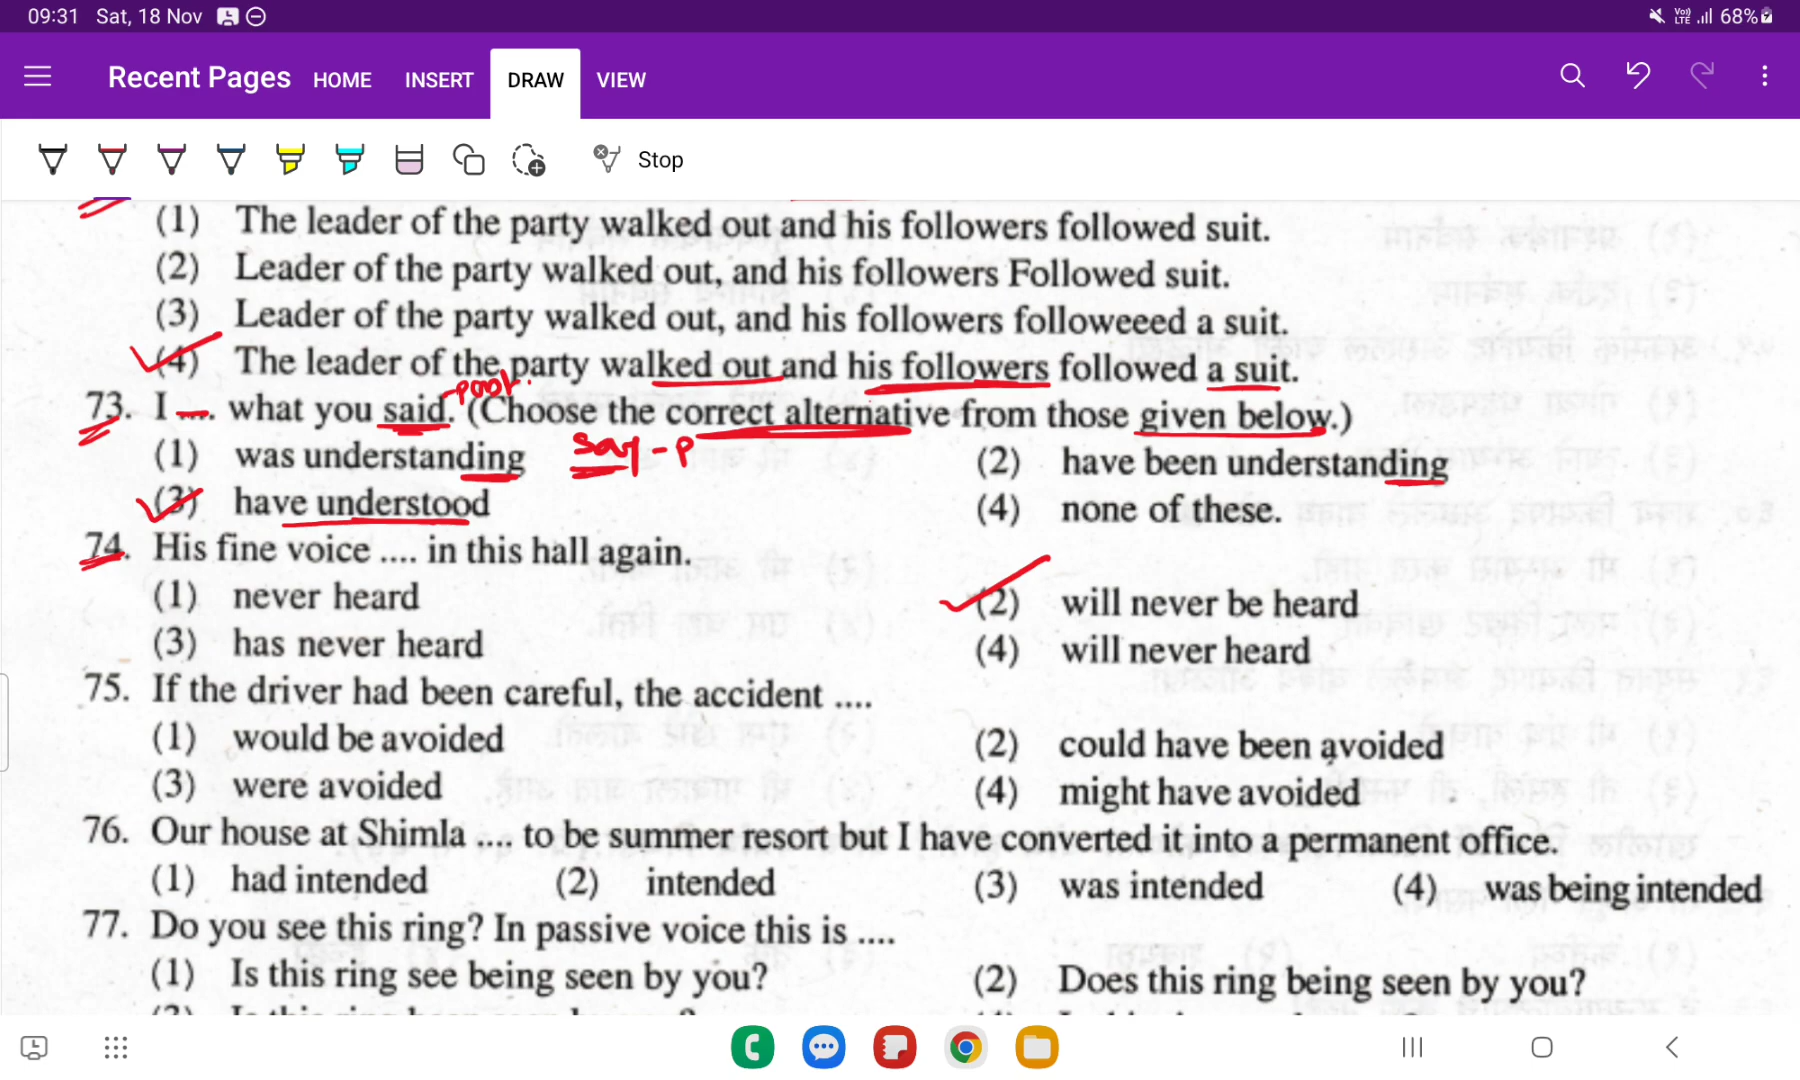 09:31 Sat, 18 Nov
68%
Recent Pages HOME INSERT DRAW VIEW
Stop
(1) The leader of the party walked out and his followers followed suit.
(2) Leader of the party walked out, and his followers Followed suit.
(3) Leader of the party walked out, and his followers followeeed a suit.
(4) The leader of the party walked out and his followers followed a suit.
73. I .... what you said. (Choose the correct alternative from those given below.)
say - P
(1) was understanding (2) have been understanding
(3) have understood (4) none of these.
74. His fine voice .... in this hall again.
(1) never heard (2) will never be heard
(3) has never heard (4) will never heard
75. If the driver had been careful, the accident ....
(1) would be avoided (2) could have been avoided
(3) were avoided (4) might have avoided
76. Our house at Shimla .... to be summer resort but I have converted it into a permanent office.
(1) had intended (2) intended (3) was intended (4) was being intended
77. Do you see this ring? In passive voice this is ....
(1) Is this ring see being seen by you? (2) Does this ring being seen by you?